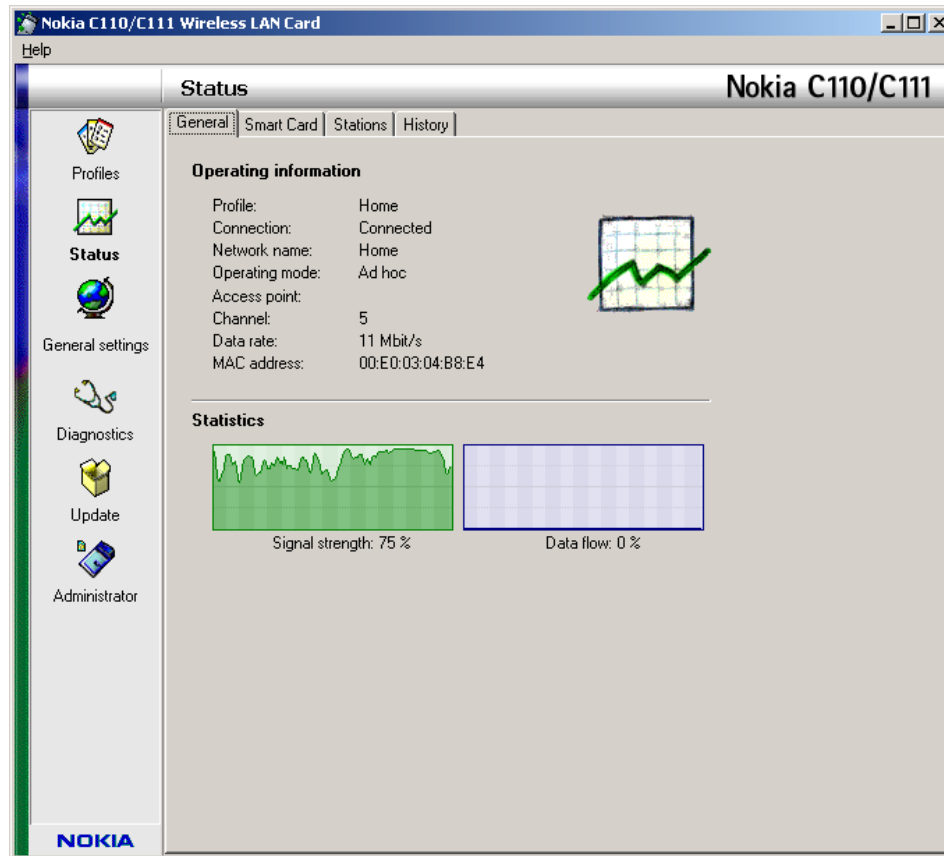 Nokia C110/C111 Wireless LAN Card
Help
Status
Nokia C110/C111
General
Smart Card
Stations
History
Profiles
Status
General settings
Diagnostics
Update
Administrator
NOKIA
Operating information
Profile: Home
Connection: Connected
Network name: Home
Operating mode: Ad hoc
Access point:
Channel: 5
Data rate: 11 Mbit/s
MAC address: 00:E0:03:04:B8:E4
Statistics
Signal strength: 75 %
Data flow: 0 %